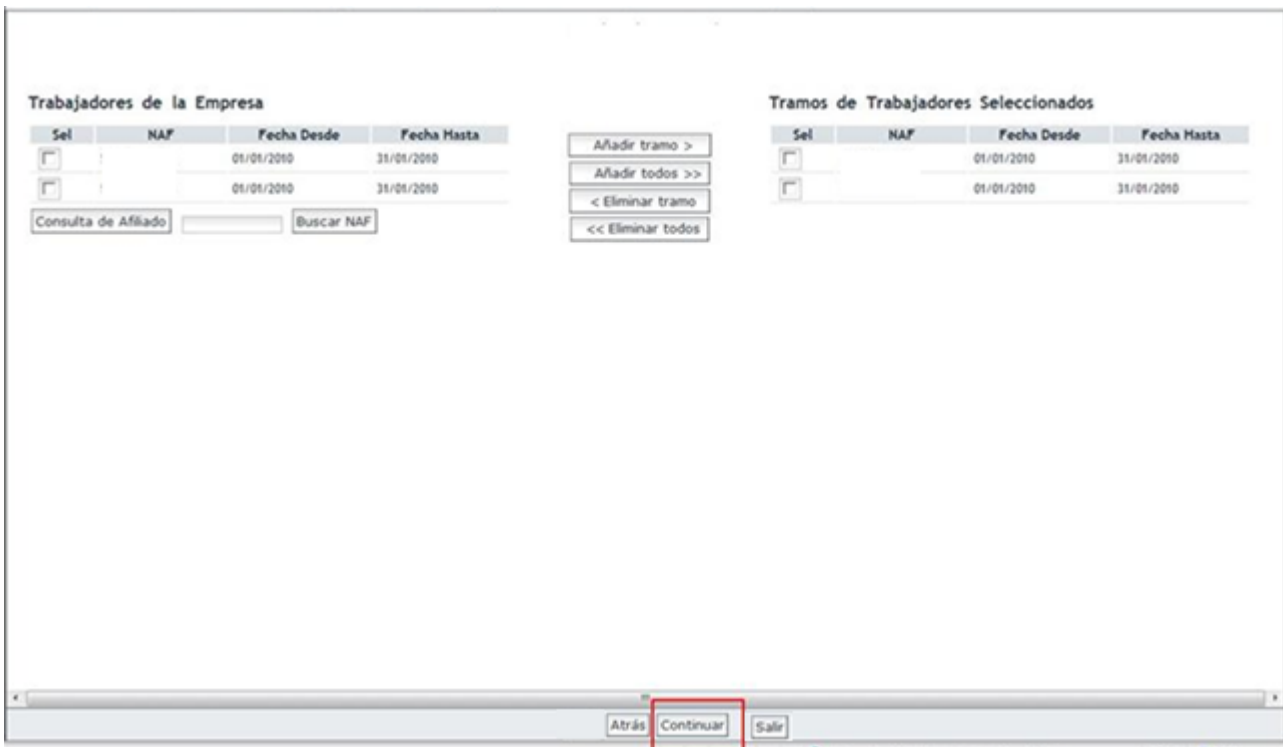 Trabajadores de la Empresa
Sel NAF Fecha Desde Fecha Hasta
01/01/2010 31/01/2010
01/01/2010 31/01/2010
Consulta de Afiliado Buscar NAF
Añadir tramo >
Añadir todos >>
< Eliminar tramo
<< Eliminar todos
Tramos de Trabajadores Seleccionado
Sel NAF Fecha Desde Fecha Hasta
01/01/2010 31/01/2010
01/01/2010 31/01/2010
Atrás Continuar Salir